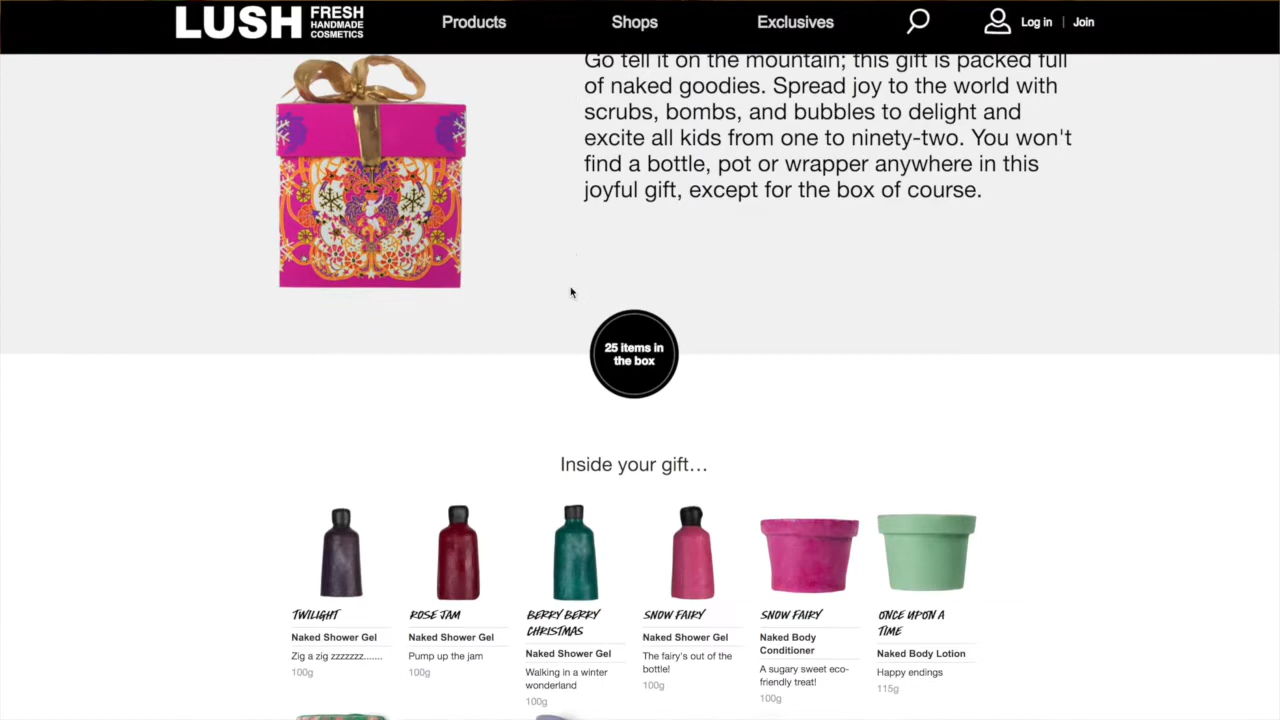 LUSH FRESH HANDMADE COSMETICS
Products
Shops
Exclusives
Log in | Join
Go tell it on the mountain; this gift is packed full
of naked goodies. Spread joy to the world with
scrubs, bombs, and bubbles to delight and
excite all kids from one to ninety-two. You won't
find a bottle, pot or wrapper anywhere in this
joyful gift, except for the box of course.
25 items in
the box
Inside your gift...
TWILIGHT
Naked Shower Gel
Zig a zig zzzzzzz.......
100g
ROSE JAM
Naked Shower Gel
Pump up the jam
100g
BERRY BERRY
CHRISTMAS
Naked Shower Gel
Walking in a winter
wonderland
100g
SNOW FAIRY
Naked Shower Gel
The fairy's out of the
bottle!
100g
SNOW FAIRY
Naked Body
Conditioner
A sugary sweet eco-
friendly treat!
100g
ONCE UPON A
TIME
Naked Body Lotion
Happy endings
115g